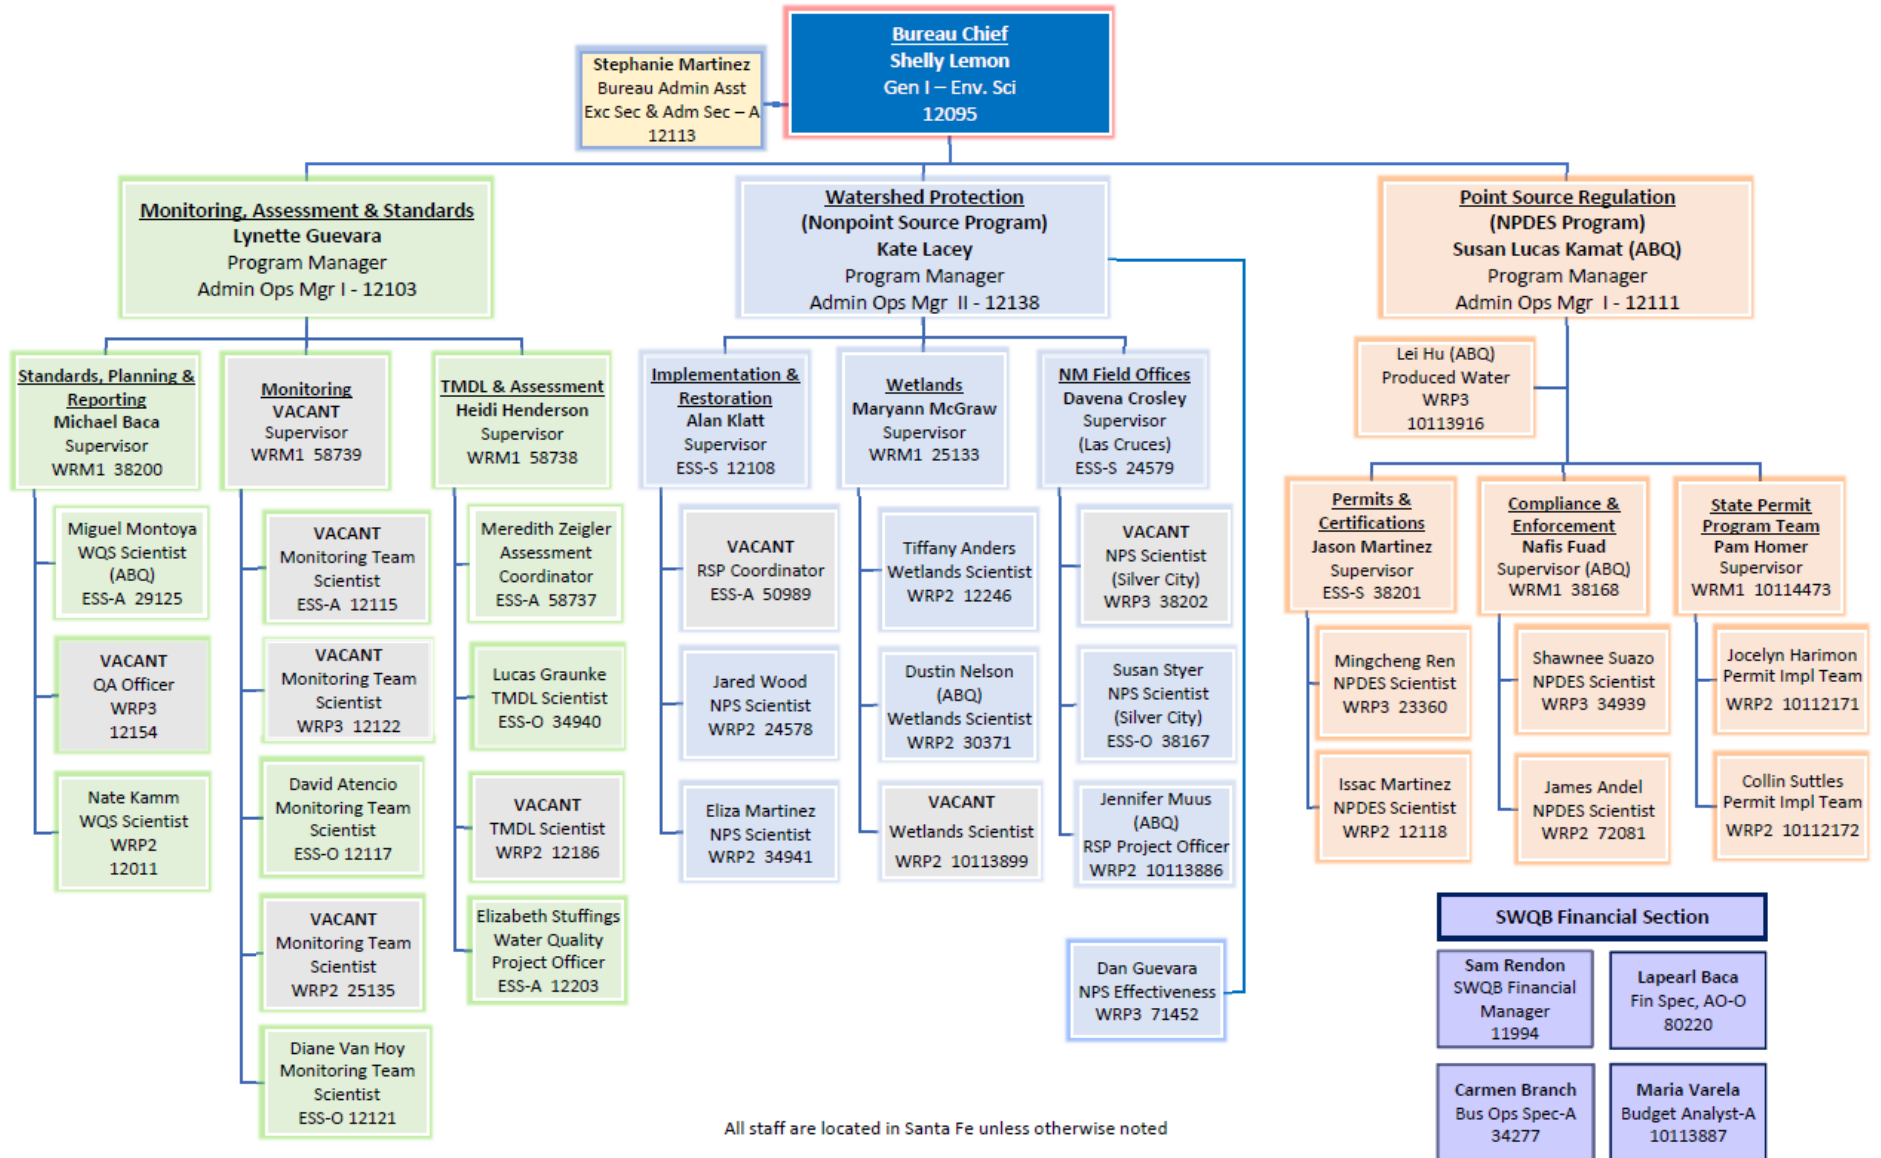 Bureau Chief
Shelly Lemon
Gen I – Env. Sci
12095
Stephanie Martinez
Bureau Admin Asst
Exc Sec & Adm Sec – A
12113
Monitoring, Assessment & Standards
Lynette Guevara
Program Manager
Admin Ops Mgr I - 12103
Watershed Protection
(Nonpoint Source Program)
Kate Lacey
Program Manager
Admin Ops Mgr II - 12138
Point Source Regulation
(NPDES Program)
Susan Lucas Kamat (ABQ)
Program Manager
Admin Ops Mgr I - 12111
Lei Hu (ABQ)
Produced Water
WRP3
10113916
Standards, Planning &
Reporting
Michael Baca
Supervisor
WRM1 38200
Miguel Montoya
WQS Scientist
(ABQ)
ESS-A 29125
VACANT
QA Officer
WRP3
12154
Nate Kamm
WQS Scientist
WRP2
12011
Monitoring
VACANT
Supervisor
WRM1 58739
VACANT
Monitoring Team
Scientist
ESS-A 12115
VACANT
Monitoring Team
Scientist
WRP3 12122
David Atencio
Monitoring Team
Scientist
ESS-O 12117
VACANT
Monitoring Team
Scientist
WRP2 25135
Diane Van Hoy
Monitoring Team
Scientist
ESS-O 12121
TMDL & Assessment
Heidi Henderson
Supervisor
WRM1 58738
Meredith Zeigler
Assessment
Coordinator
ESS-A 58737
Lucas Graunke
TMDL Scientist
ESS-O 34940
VACANT
TMDL Scientist
WRP2 12186
Elizabeth Stuffings
Water Quality
Project Officer
ESS-A 12203
Implementation &
Restoration
Alan Klatt
Supervisor
ESS-S 12108
VACANT
RSP Coordinator
ESS-A 50989
Jared Wood
NPS Scientist
WRP2 24578
Eliza Martinez
NPS Scientist
WRP2 34941
Wetlands
Maryann McGraw
Supervisor
WRM1 25133
Tiffany Anders
Wetlands Scientist
WRP2 12246
Dustin Nelson
(ABQ)
Wetlands Scientist
WRP2 30371
VACANT
Wetlands Scientist
WRP2 10113899
NM Field Offices
Davena Crosley
Supervisor
(Las Cruces)
ESS-S 24579
VACANT
NPS Scientist
(Silver City)
WRP3 38202
Susan Styer
NPS Scientist
(Silver City)
ESS-O 38167
Jennifer Muus
(ABQ)
RSP Project Officer
WRP2 10113886
Dan Guevara
NPS Effectiveness
WRP3 71452
Permits &
Certifications
Jason Martinez
Supervisor
ESS-S 38201
Mingcheng Ren
NPDES Scientist
WRP3 23360
Issac Martinez
NPDES Scientist
WRP2 12118
Compliance &
Enforcement
Nafis Fuad
Supervisor (ABQ)
WRM1 38168
Shawnee Suazo
NPDES Scientist
WRP3 34939
James Andel
NPDES Scientist
WRP2 72081
State Permit
Program Team
Pam Homer
Supervisor
WRM1 10114473
Jocelyn Harimon
Permit Impl Team
WRP2 10112171
Collin Suttles
Permit Impl Team
WRP2 10112172
SWQB Financial Section
Sam Rendon
SWQB Financial
Manager
11994
Lapearl Baca
Fin Spec, AO-O
80220
Carmen Branch
Bus Ops Spec-A
34277
Maria Varela
Budget Analyst-A
10113887
All staff are located in Santa Fe unless otherwise noted